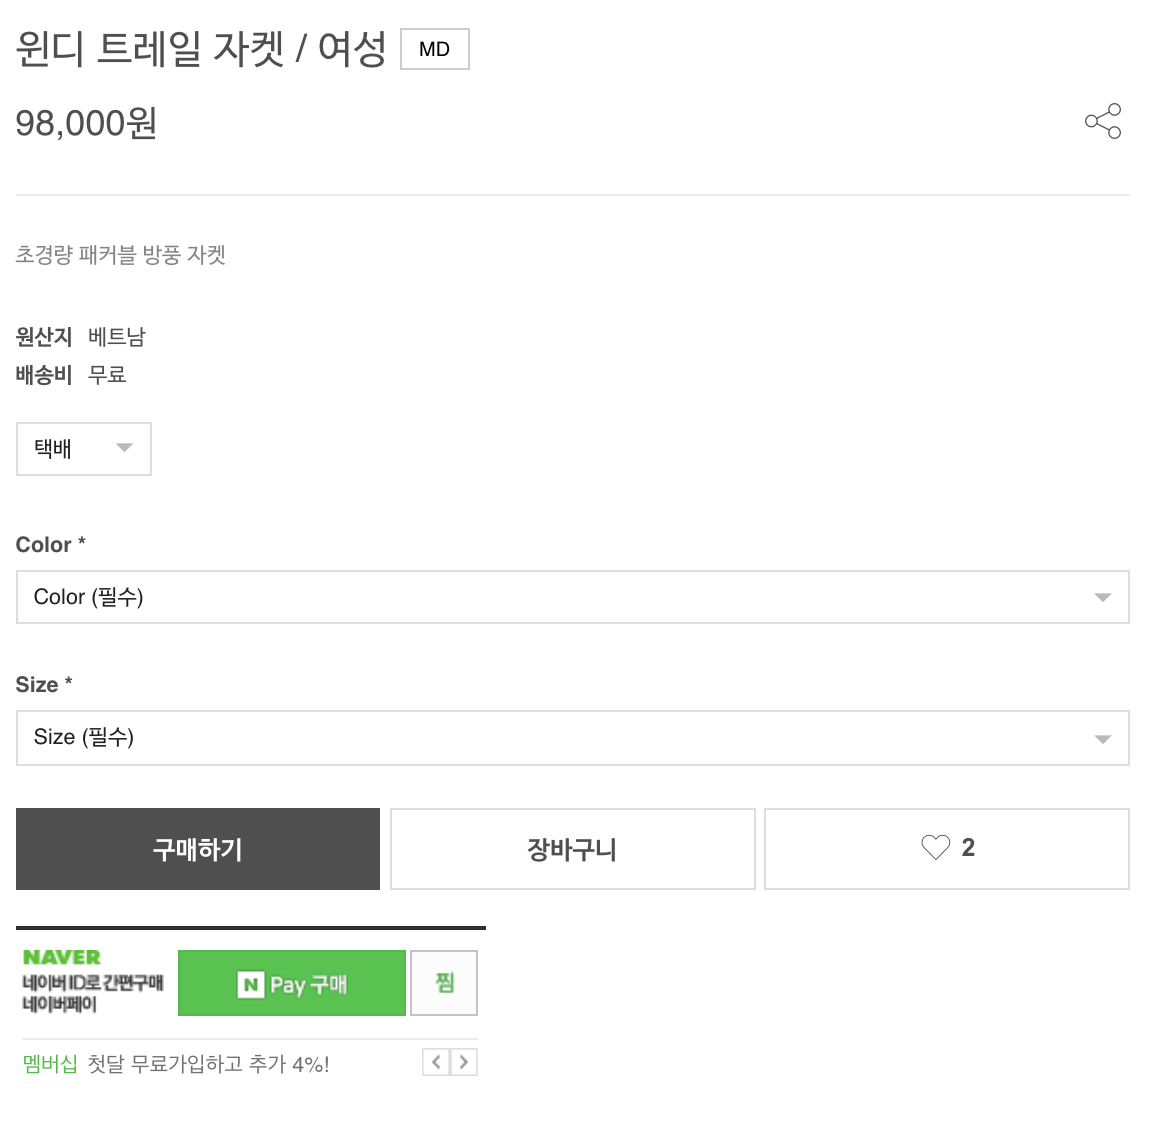 윈디 트레일 자켓 / 여성 MD
98,000원
초경량 패커블 방풍 자켓
원산지 베트남
배송비 무료
택배
Color *
Color (필수)
Size *
Size (필수)
구매하기 장바구니 2
NAVER
네이버 ID로 간편구매
네이버페이
N Pay 구매 찜
멤버십 첫달 무료가입하고 추가 4%!